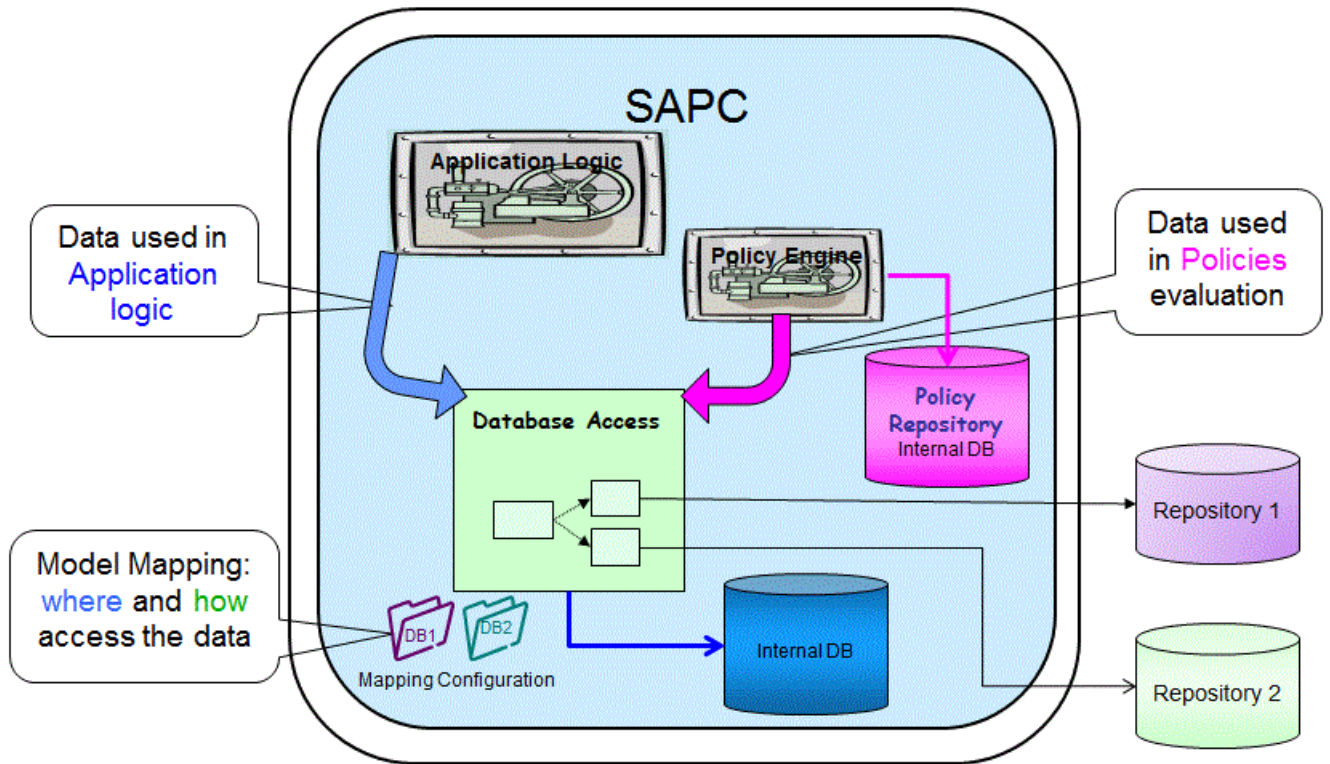 SAPC
Application Logic
Data used in
Application
logic
Policy Engine
Data used
in Policies
evaluation
Policy
Repository
Internal DB
Database Access
Repository 1
Model Mapping:
where and how
access the data
DB1
DB2
Mapping Configuration
Internal DB
Repository 2